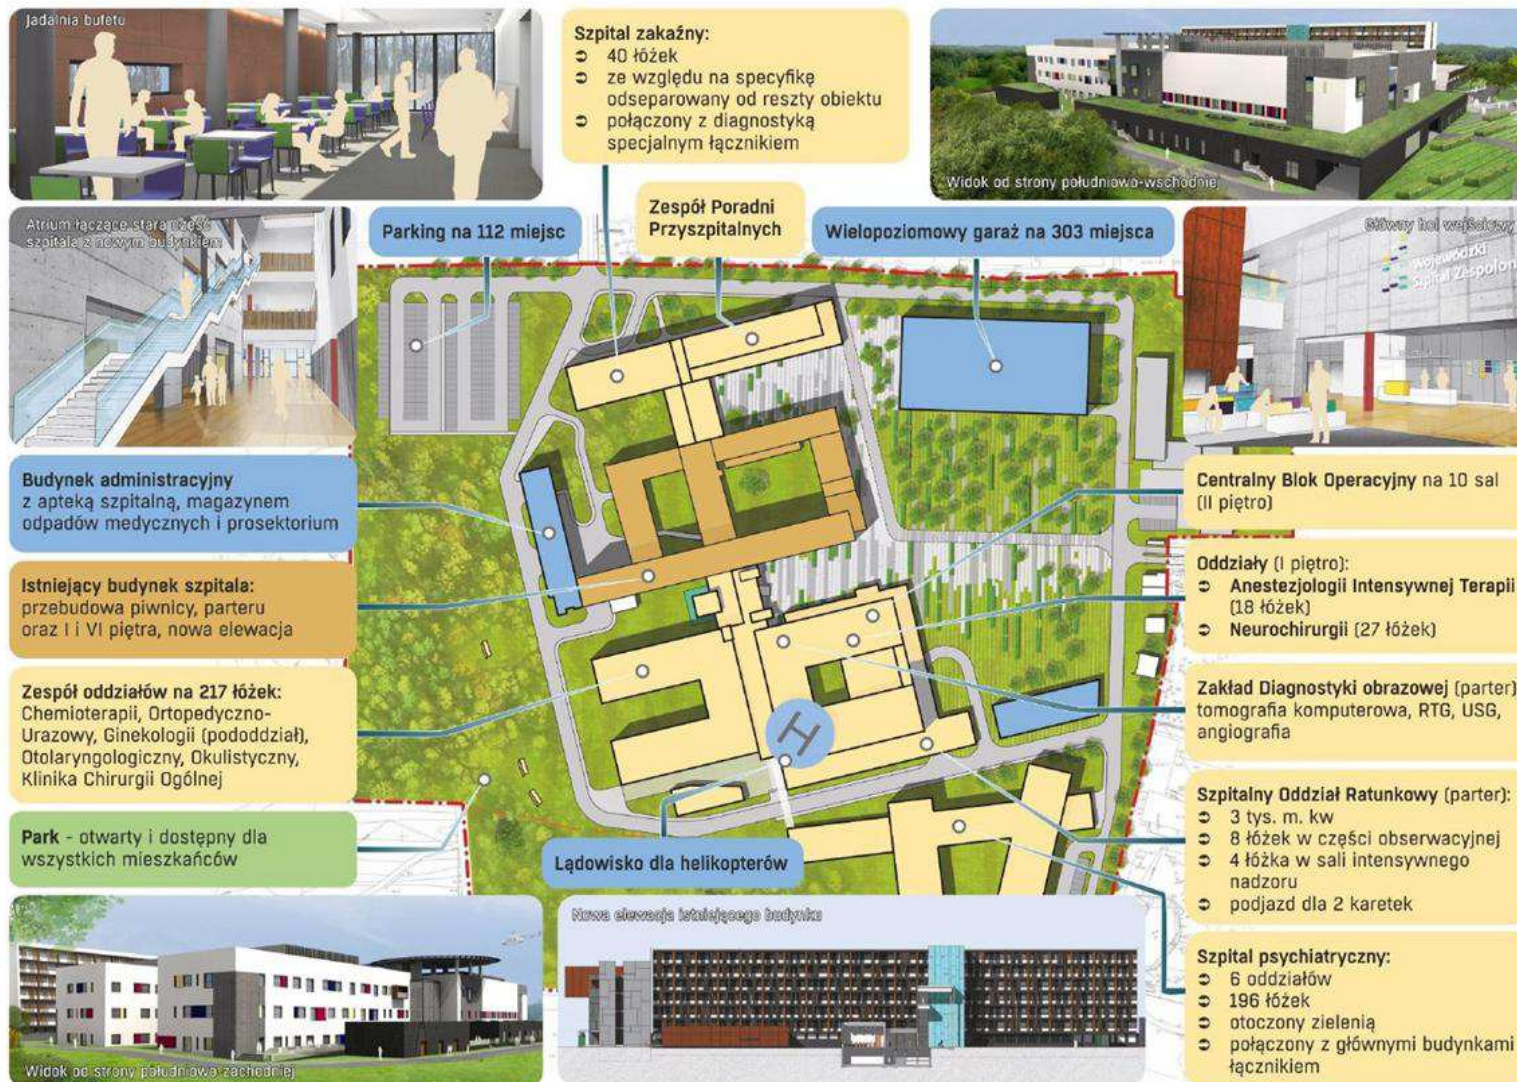 Jadalnia bufetu
Szpital zakaźny:
➲ 40 łóżek
➲ ze względu na specyfikę
odseparowany od reszty obiektu
➲ połączony z diagnostyką
specjalnym łącznikiem
Widok od strony południowo-wschodniej
Atrium łączące starą część
szpitala z nowym budynkiem
Parking na 112 miejsc
Zespół Poradni
Przyszpitalnych
Wielopoziomowy garaż na 303 miejsca
Główny hol wejściowy
Wojewódzki
Szpital Zespolon
Budynek administracyjny
z apteką szpitalną, magazynem
odpadów medycznych i prosektorium
Istniejący budynek szpitala:
przebudowa piwnicy, parteru
oraz I i VI piętra, nowa elewacja
Zespół oddziałów na 217 łóżek:
Chemioterapii, Ortopedyczno-
Urazowy, Ginekologii (pododdział),
Otolaryngologiczny, Okulistyczny,
Klinika Chirurgii Ogólnej
Park - otwarty i dostępny dla
wszystkich mieszkańców
H
Lądowisko dla helikopterów
Centralny Blok Operacyjny na 10 sal
(II piętro)
Oddziały (I piętro):
➲ Anestezjologii Intensywnej Terapii
(18 łóżek)
➲ Neurochirurgii (27 łóżek)
Zakład Diagnostyki obrazowej (parter)
tomografia komputerowa, RTG, USG,
angiografia
Szpitalny Oddział Ratunkowy (parter):
➲ 3 tys. m. kw
➲ 8 łóżek w części obserwacyjnej
➲ 4 łóżka w sali intensywnego
nadzoru
➲ podjazd dla 2 karetek
Szpital psychiatryczny:
➲ 6 oddziałów
➲ 196 łóżek
➲ otoczony zielenią
➲ połączony z głównymi budynkami
łącznikiem
Widok od strony południowo-zachodniej
Nowa elewacja istniejącego budynku